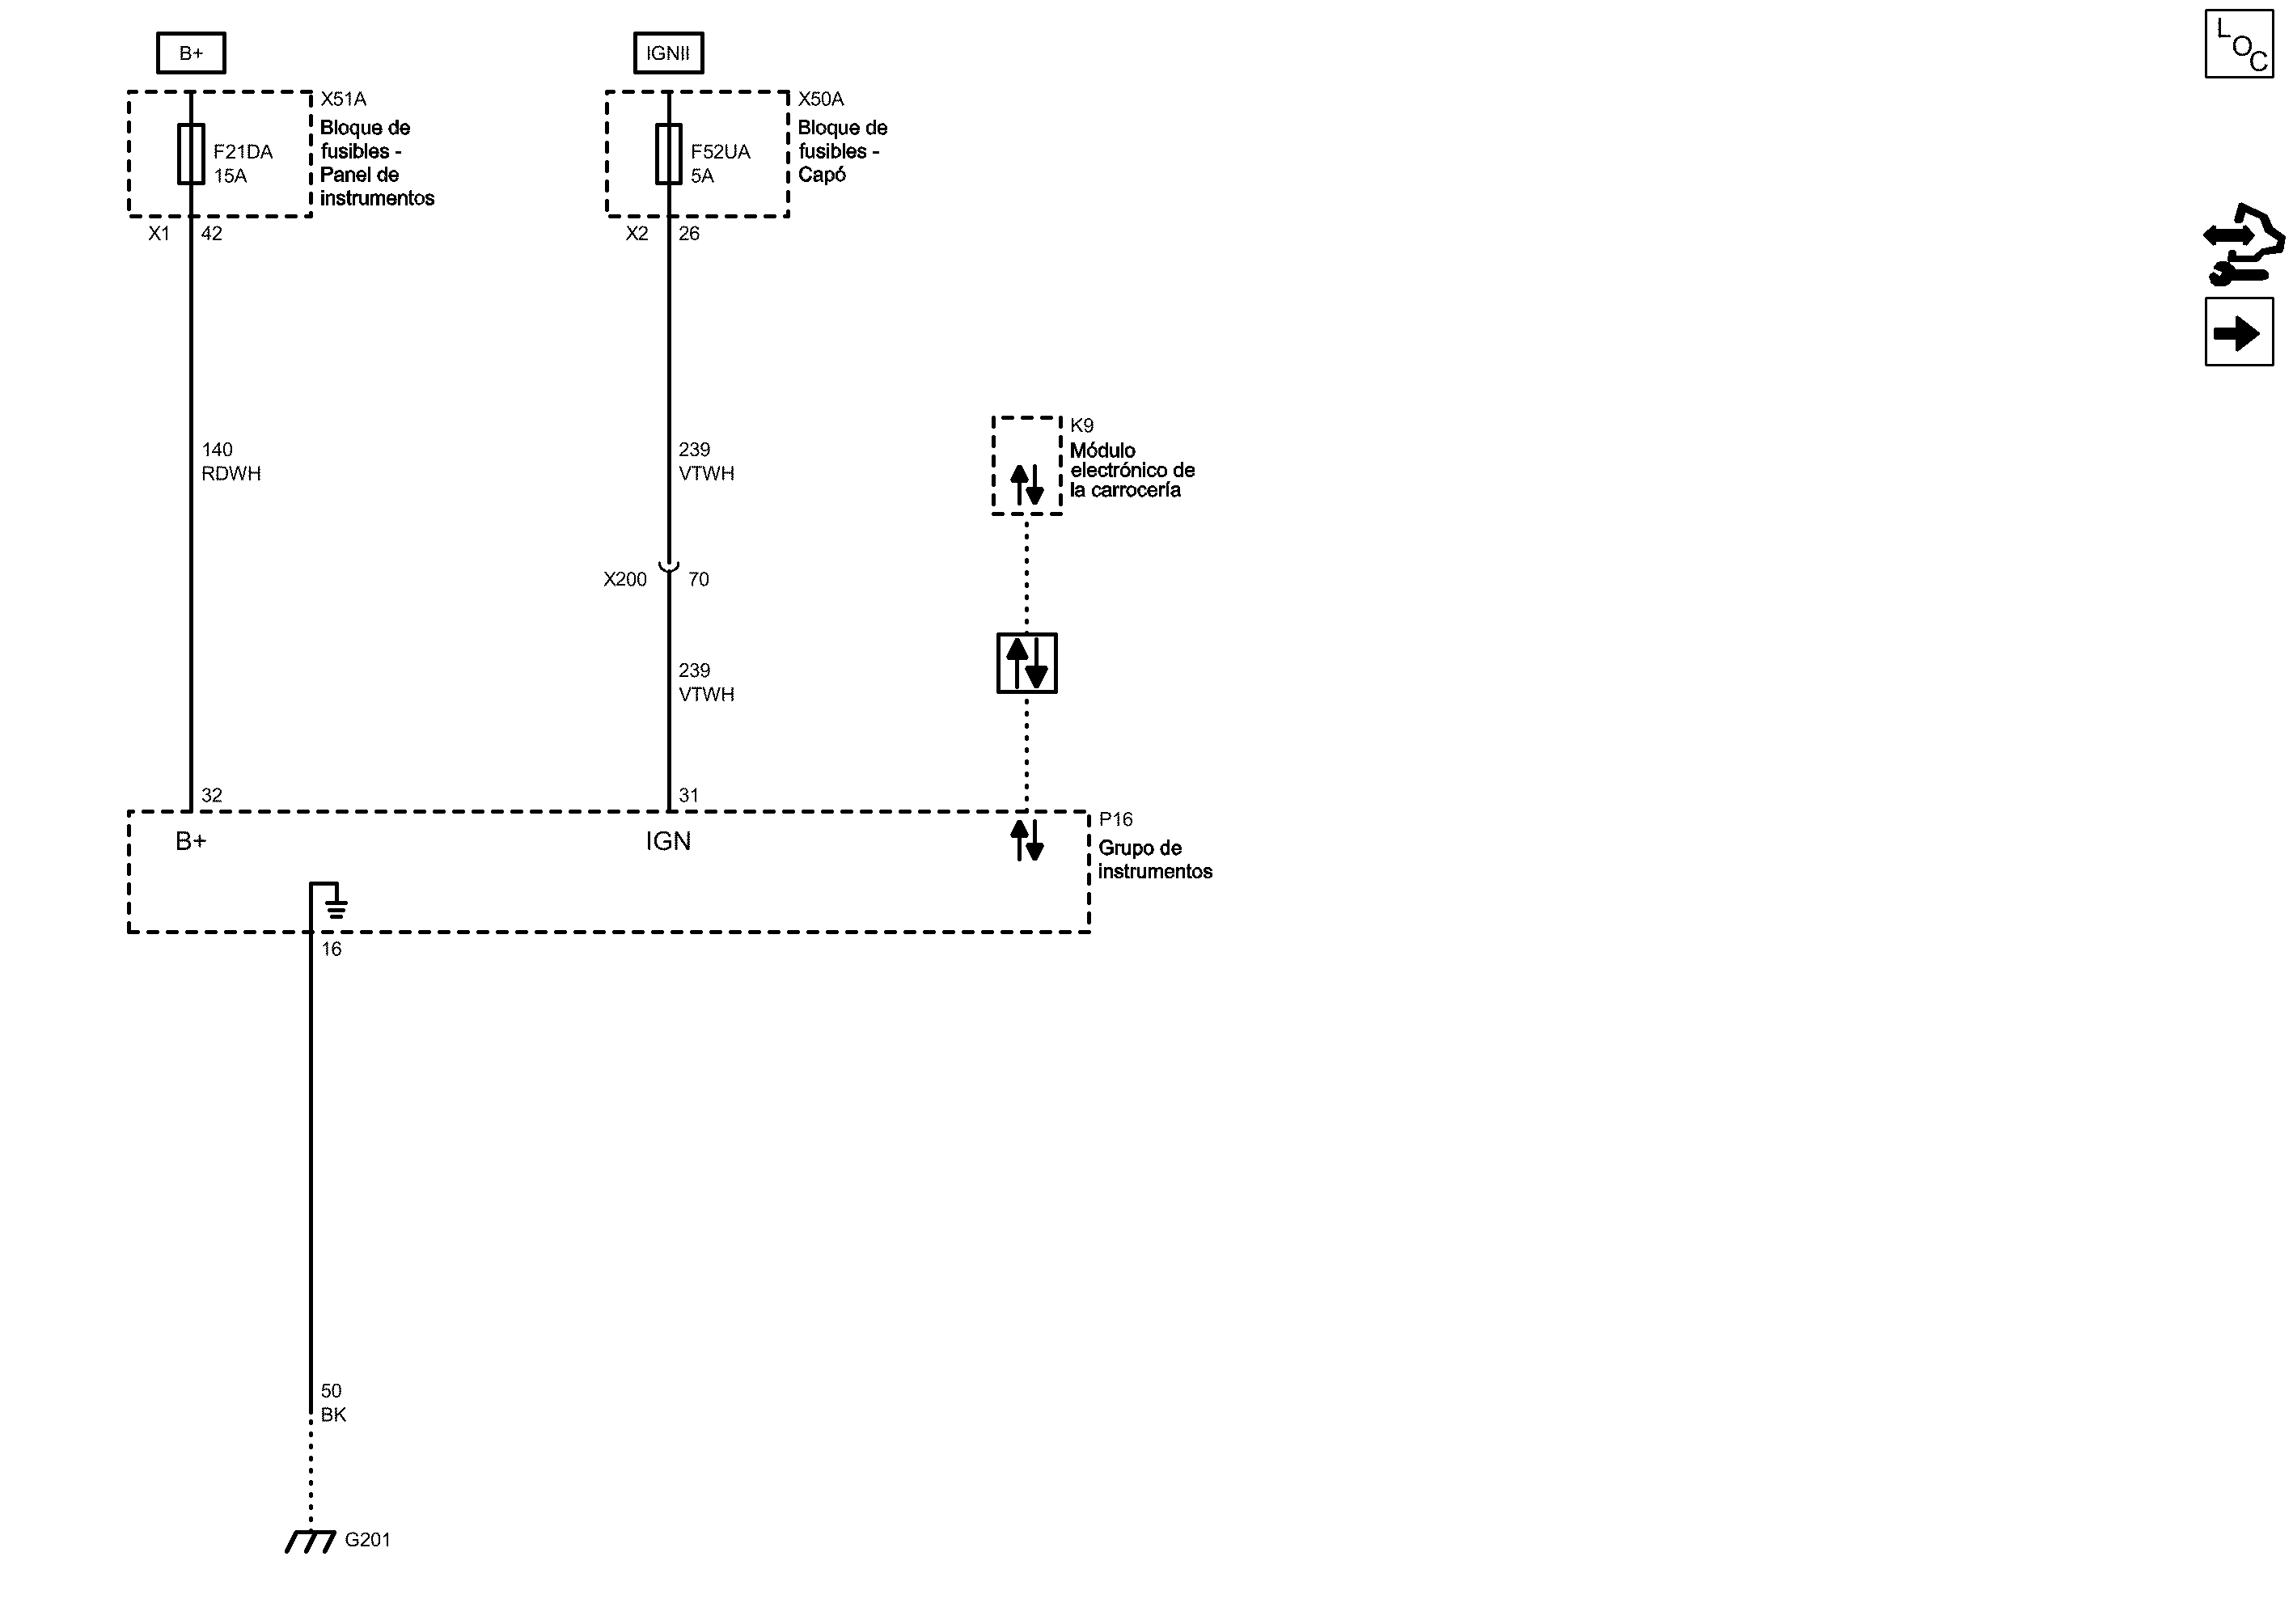 B+
IGNII
L
O
C
X51A
Bloque de
fusibles -
Panel de
instrumentos
F21DA
15A
X1
42
X50A
Bloque de
fusibles -
Capó
F52UA
5A
X2
26
140
RDWH
239
VTWH
K9
Módulo
electrónico de
la carrocería
X200
70
239
VTWH
32
31
B+
IGN
P16
Grupo de
instrumentos
16
50
BK
G201